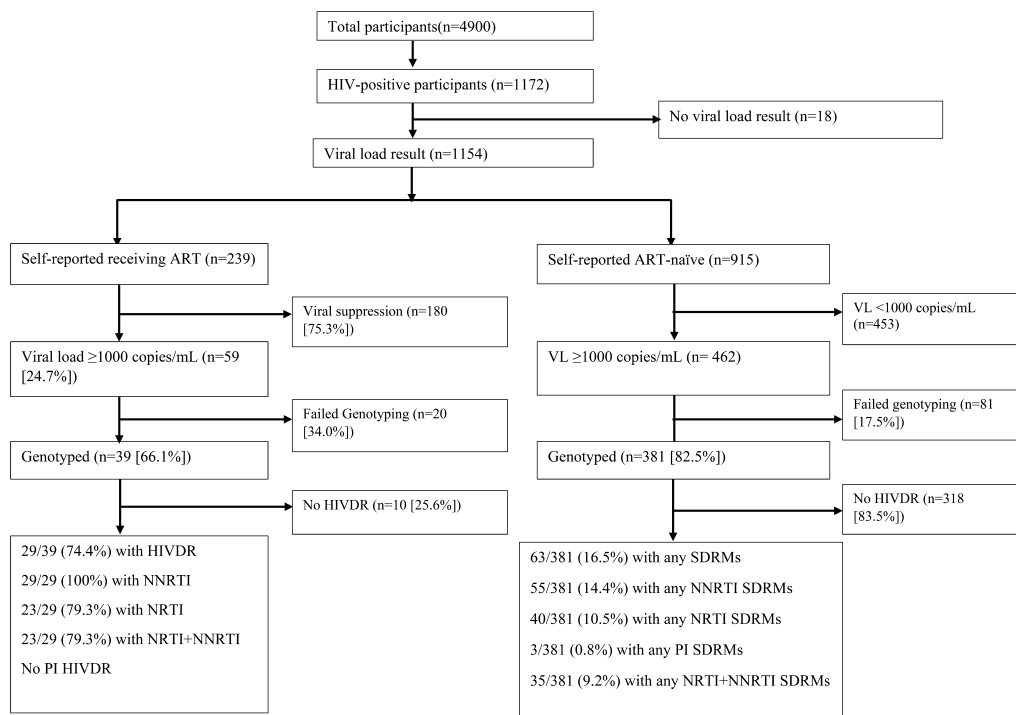 Total participants(n=4900)
HIV-positive participants (n=1172)
No viral load result (n=18)
Viral load result (n=1154)
Self-reported receiving ART (n=239)
Viral suppression (n=180
[75.3%])
Viral load ≥1000 copies/mL (n=59
[24.7%])
Failed Genotyping (n=20
[34.0%])
Genotyped (n=39 [66.1%])
No HIVDR (n=10 [25.6%])
29/39 (74.4%) with HIVDR
29/29 (100%) with NNRTI
23/29 (79.3%) with NRTI
23/29 (79.3%) with NRTI+NNRTI
No PI HIVDR
Self-reported ART-naïve (n=915)
VL <1000 copies/mL
(n=453)
VL ≥1000 copies/mL (n= 462)
Failed genotyping (n=81
[17.5%])
Genotyped (n=381 [82.5%])
No HIVDR (n=318
[83.5%])
63/381 (16.5%) with any SDRMs
55/381 (14.4%) with any NNRTI SDRMs
40/381 (10.5%) with any NRTI SDRMs
3/381 (0.8%) with any PI SDRMs
35/381 (9.2%) with any NRTI+NNRTI SDRMs